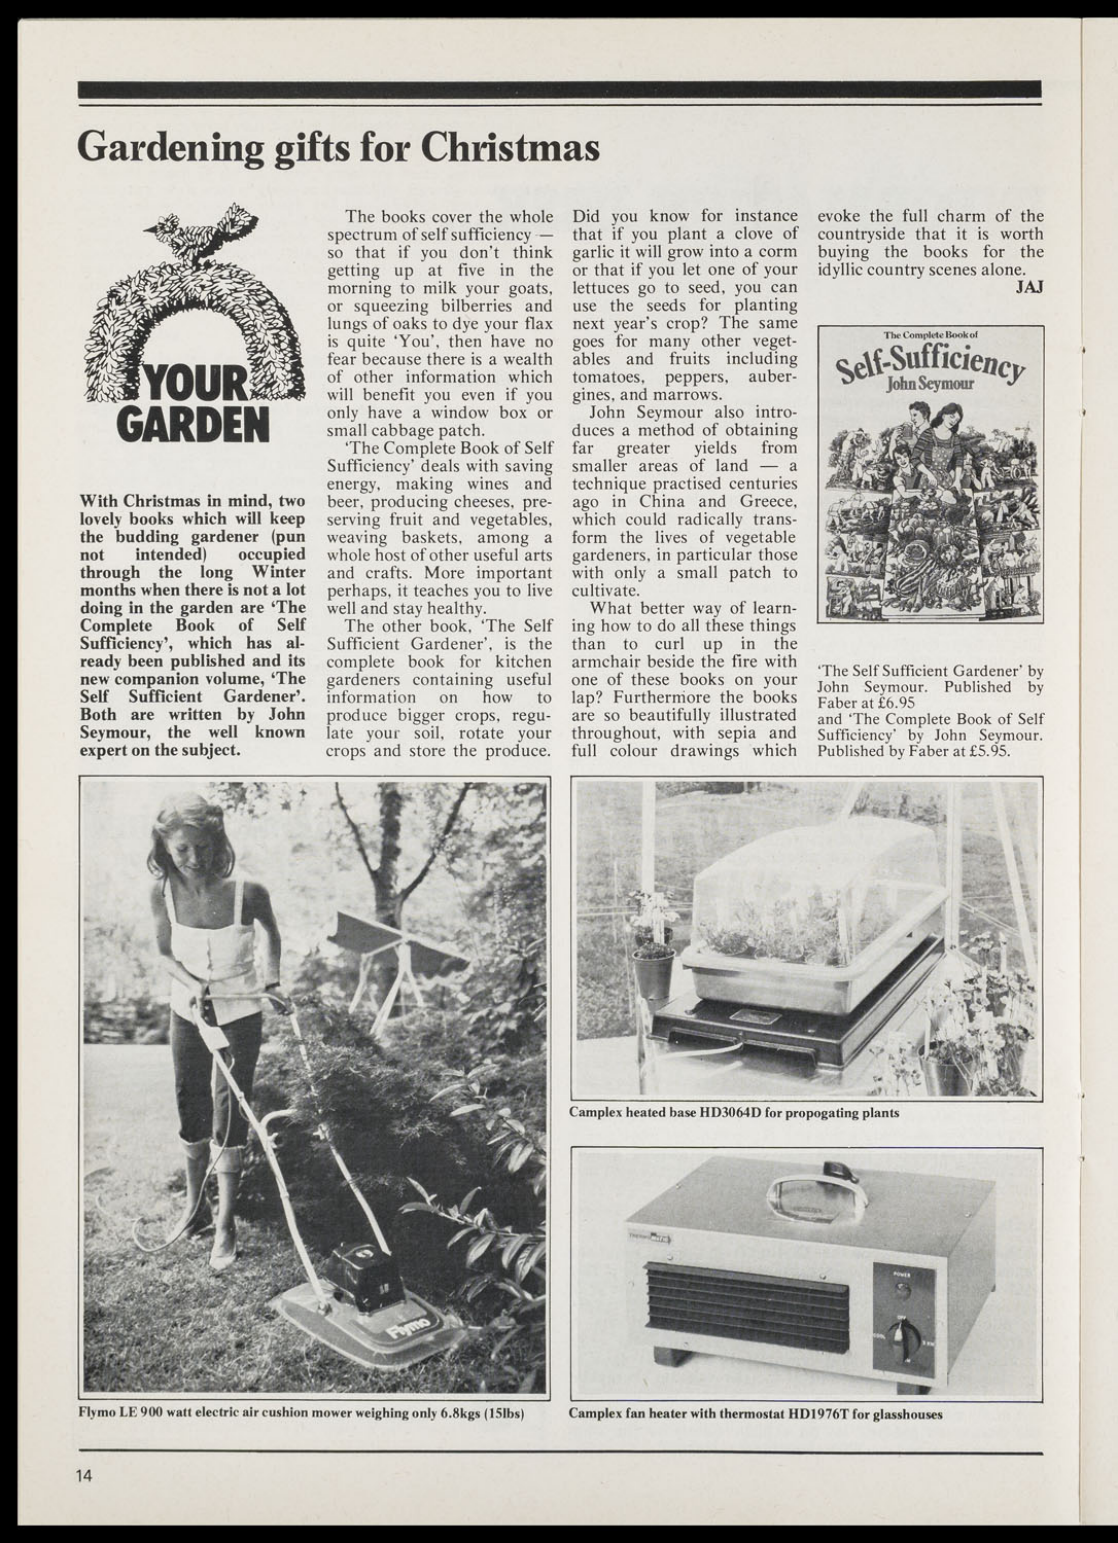 Gardening gifts for Christmas
YOUR
GARDEN
With Christmas in mind, two
lovely books which will keep
the budding gardener (pun
not intended) occupied
through the long Winter
months when there is not a lot
doing in the garden are ‘The
Complete Book of Self
Sufficiency’, which has al-
ready been published and its
new companion volume, ‘The
Self Sufficient Gardener’.
Both are written by John
Seymour, the well known
expert on the subject.
The books cover the whole
spectrum of self sufficiency —
so that if you don’t think
getting up at five in the
morning to milk your goats,
or squeezing bilberries and
lungs of oaks to dye your flax
is quite ‘You’, then have no
fear because there is a wealth
of other information which
will benefit you even if you
only have a window box or
small cabbage patch.
‘The Complete Book of Self
Sufficiency’ deals with saving
energy, making wines and
beer, producing cheeses, pre-
serving fruit and vegetables,
weaving baskets, among a
whole host of other useful arts
and crafts. More important
perhaps, it teaches you to live
well and stay healthy.
The other book, ‘The Self
Sufficient Gardener’, is the
complete book for kitchen
gardeners containing useful
information on how to
produce bigger crops, regu-
late your soil, rotate your
crops and store the produce.
Did you know for instance
that if you plant a clove of
garlic it will grow into a corm
or that if you let one of your
lettuces go to seed, you can
use the seeds for planting
next year’s crop? The same
goes for many other veget-
ables and fruits including
tomatoes, peppers, auber-
gines, and marrows.
John Seymour also intro-
duces a method of obtaining
far greater yields from
smaller areas of land — a
technique practised centuries
ago in China and Greece,
which could radically trans-
form the lives of vegetable
gardeners, in particular those
with only a small patch to
cultivate.
What better way of learn-
ing how to do all these things
than to curl up in the
armchair beside the fire with
one of these books on your
lap? Furthermore the books
are so beautifully illustrated
throughout, with sepia and
full colour drawings which
evoke the full charm of the
countryside that it is worth
buying the books for the
idyllic country scenes alone.
JAJ
The Complete Book of
Self-Sufficiency
John Seymour
‘The Self Sufficient Gardener’ by
John Seymour. Published by
Faber at £6.95
and ‘The Complete Book of Self
Sufficiency’ by John Seymour.
Published by Faber at £5.95.
Flymo
Flymo LE 900 watt electric air cushion mower weighing only 6.8kgs (15lbs)
Camplex heated base HD3064D for propogating plants
POWER
Camplex fan heater with thermostat HD1976T for glasshouses
14